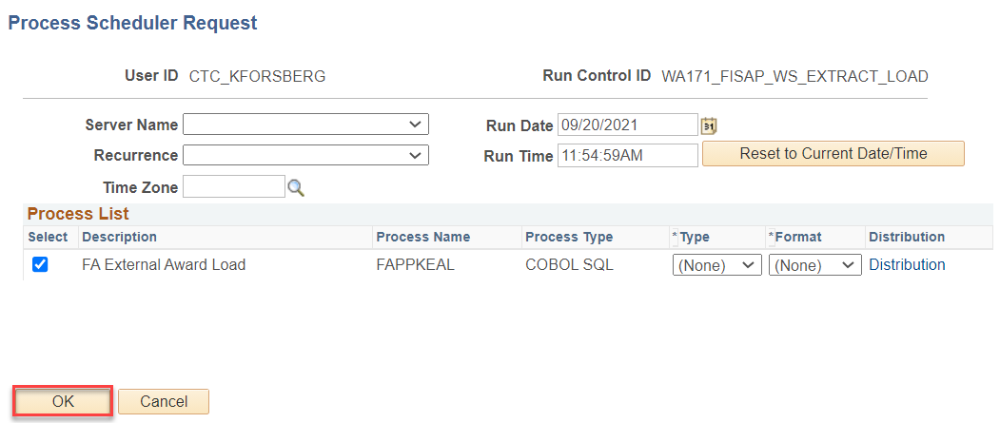 Process Scheduler Request
User ID CTC_KFORSBERG Run Control ID WA171_FISAP_WS_EXTRACT_LOAD
Server Name Run Date 09/20/2021 31
Recurrence Run Time 11:54:59AM Reset to Current Date/Time
Time Zone
Process List
Select Description Process Name Process Type *Type *Format Distribution
FA External Award Load FAPPKEAL COBOL SQL (None) (None) Distribution
OK Cancel